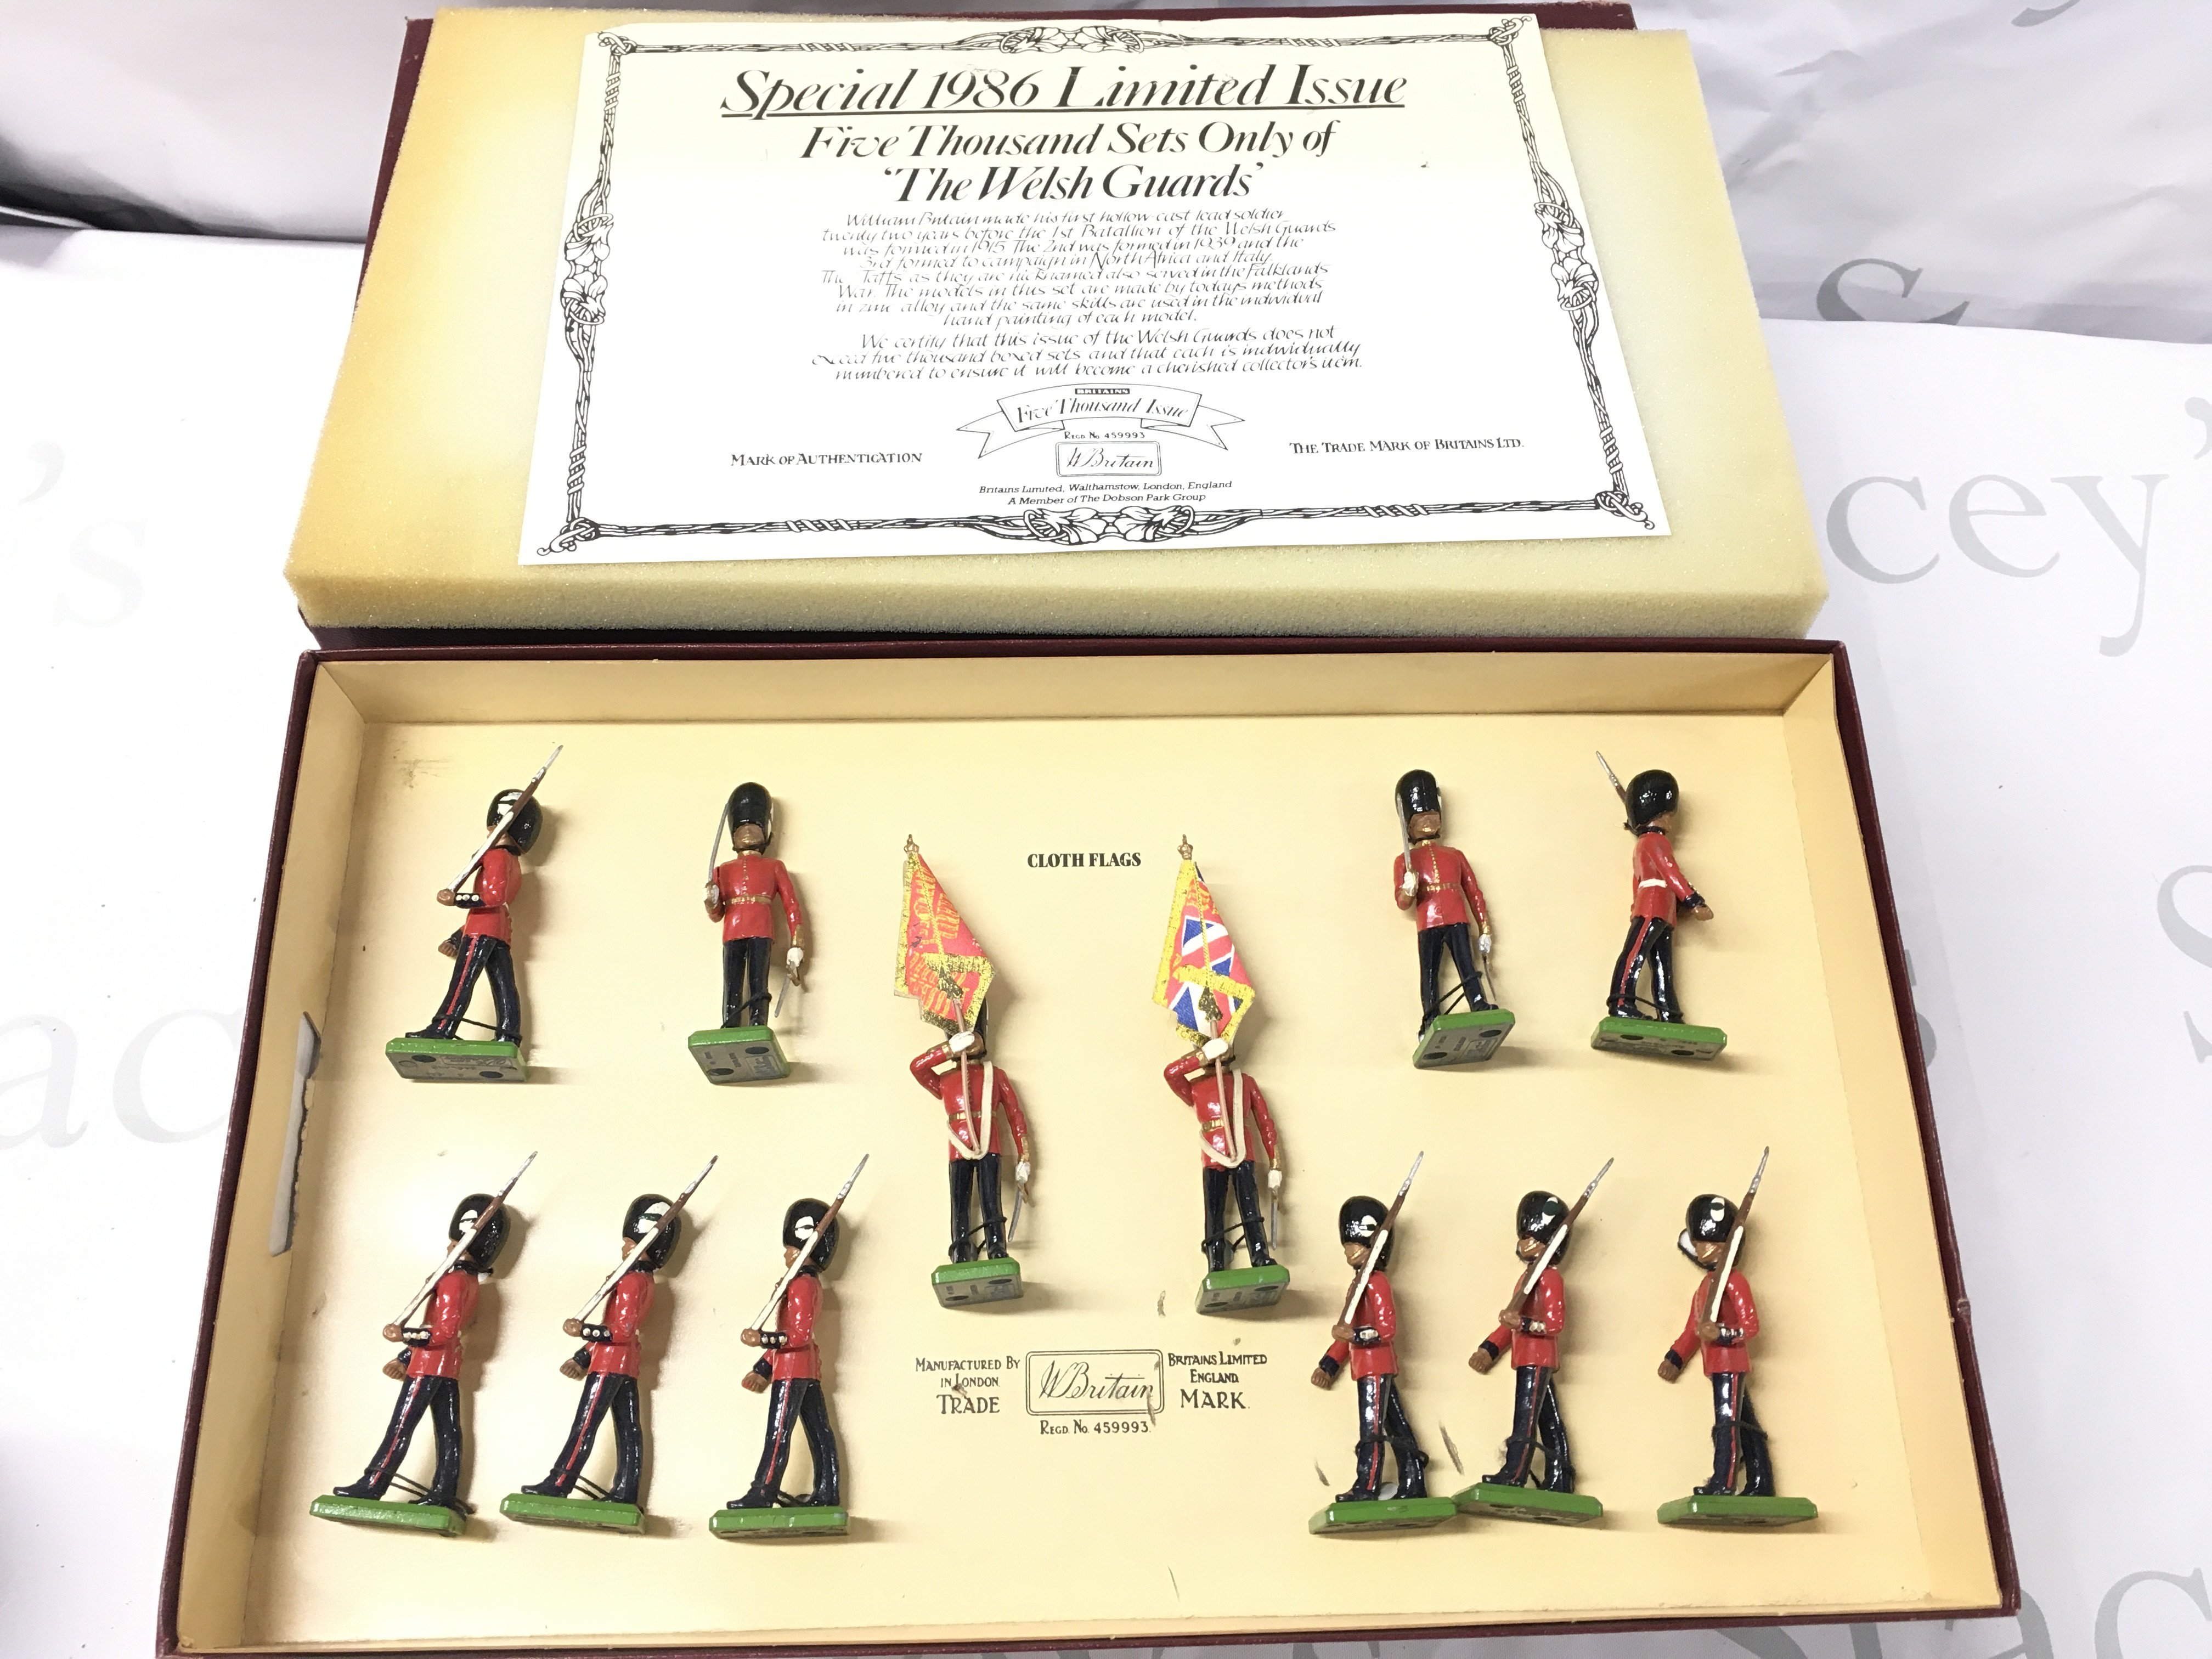 Special 1986 Limited Issue
Five Thousand Sets Only of
'The Welsh Guards'
William Britain made his first hollow-cast lead soldier
twenty two years before the 1st Batallion of the Welsh Guards
was formed in 1915 The 2nd was formed in 1939 and the
3rd formed to campaign in North Africa and Italy.
The 'Taffs' as they are nicknamed also served in the Falklands
War. The models in this set are made by todays methods
in zinc alloy and the same skills are used in the individual
hand painting of each model.
We certify that this issue of the Welsh Guards does not
exceed five thousand boxed sets and that each is individually
numbered to ensure it will become a cherished collectors item.
BRITAINS
Five Thousand Issue
REGD No 459993
MARK OF AUTHENTICATION
W Britain
THE TRADE MARK OF BRITAINS LTD.
Britains Limited, Walthamstow, London, England
A Member of The Dobson Park Group
cey'
's
CLOTH FLAGS
MANUFACTURED BY
IN LONDON
TRADE
W Britain
BRITAINS LIMITED
ENGLAND
MARK.
REGD. No. 459993.